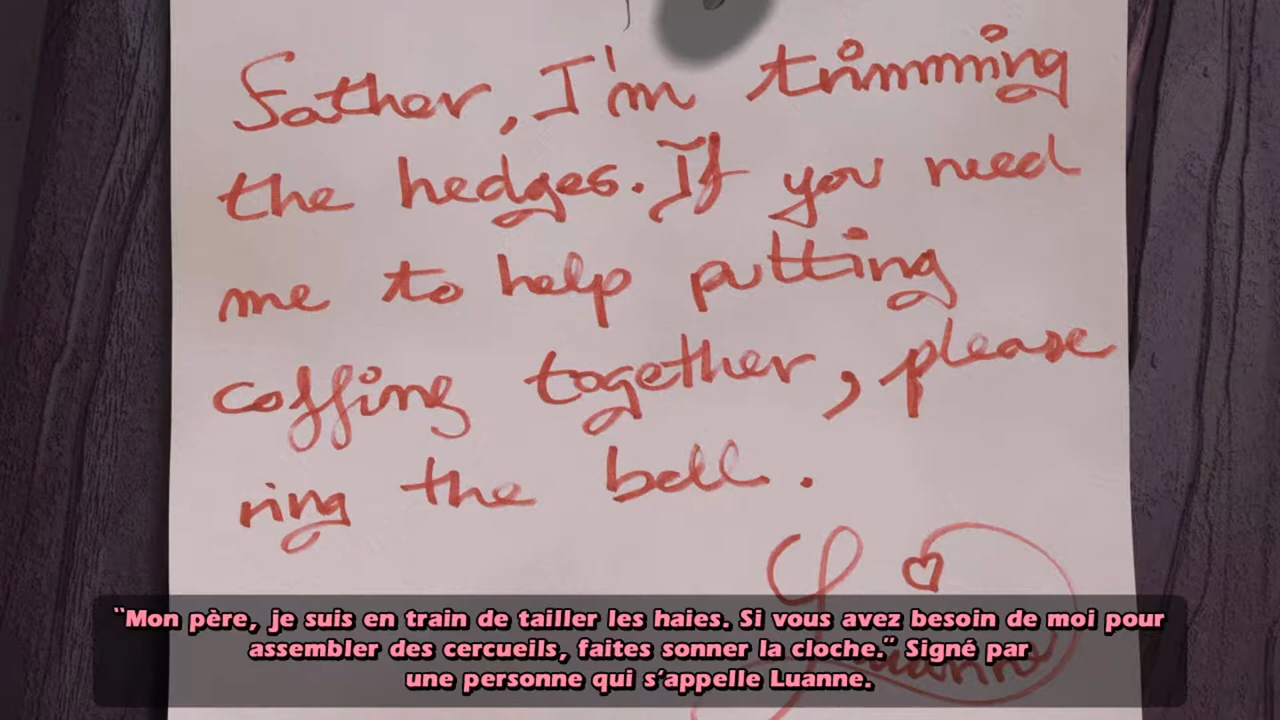 Father, I'm trimming
the hedges. If you need
me to help putting
coffing together, please
ring the bell.
Luanne
“Mon père, je suis en train de tailler les haies. Si vous avez besoin de moi pour
assembler des cercueils, faites sonner la cloche.” Signé par
une personne qui s’appelle Luanne.